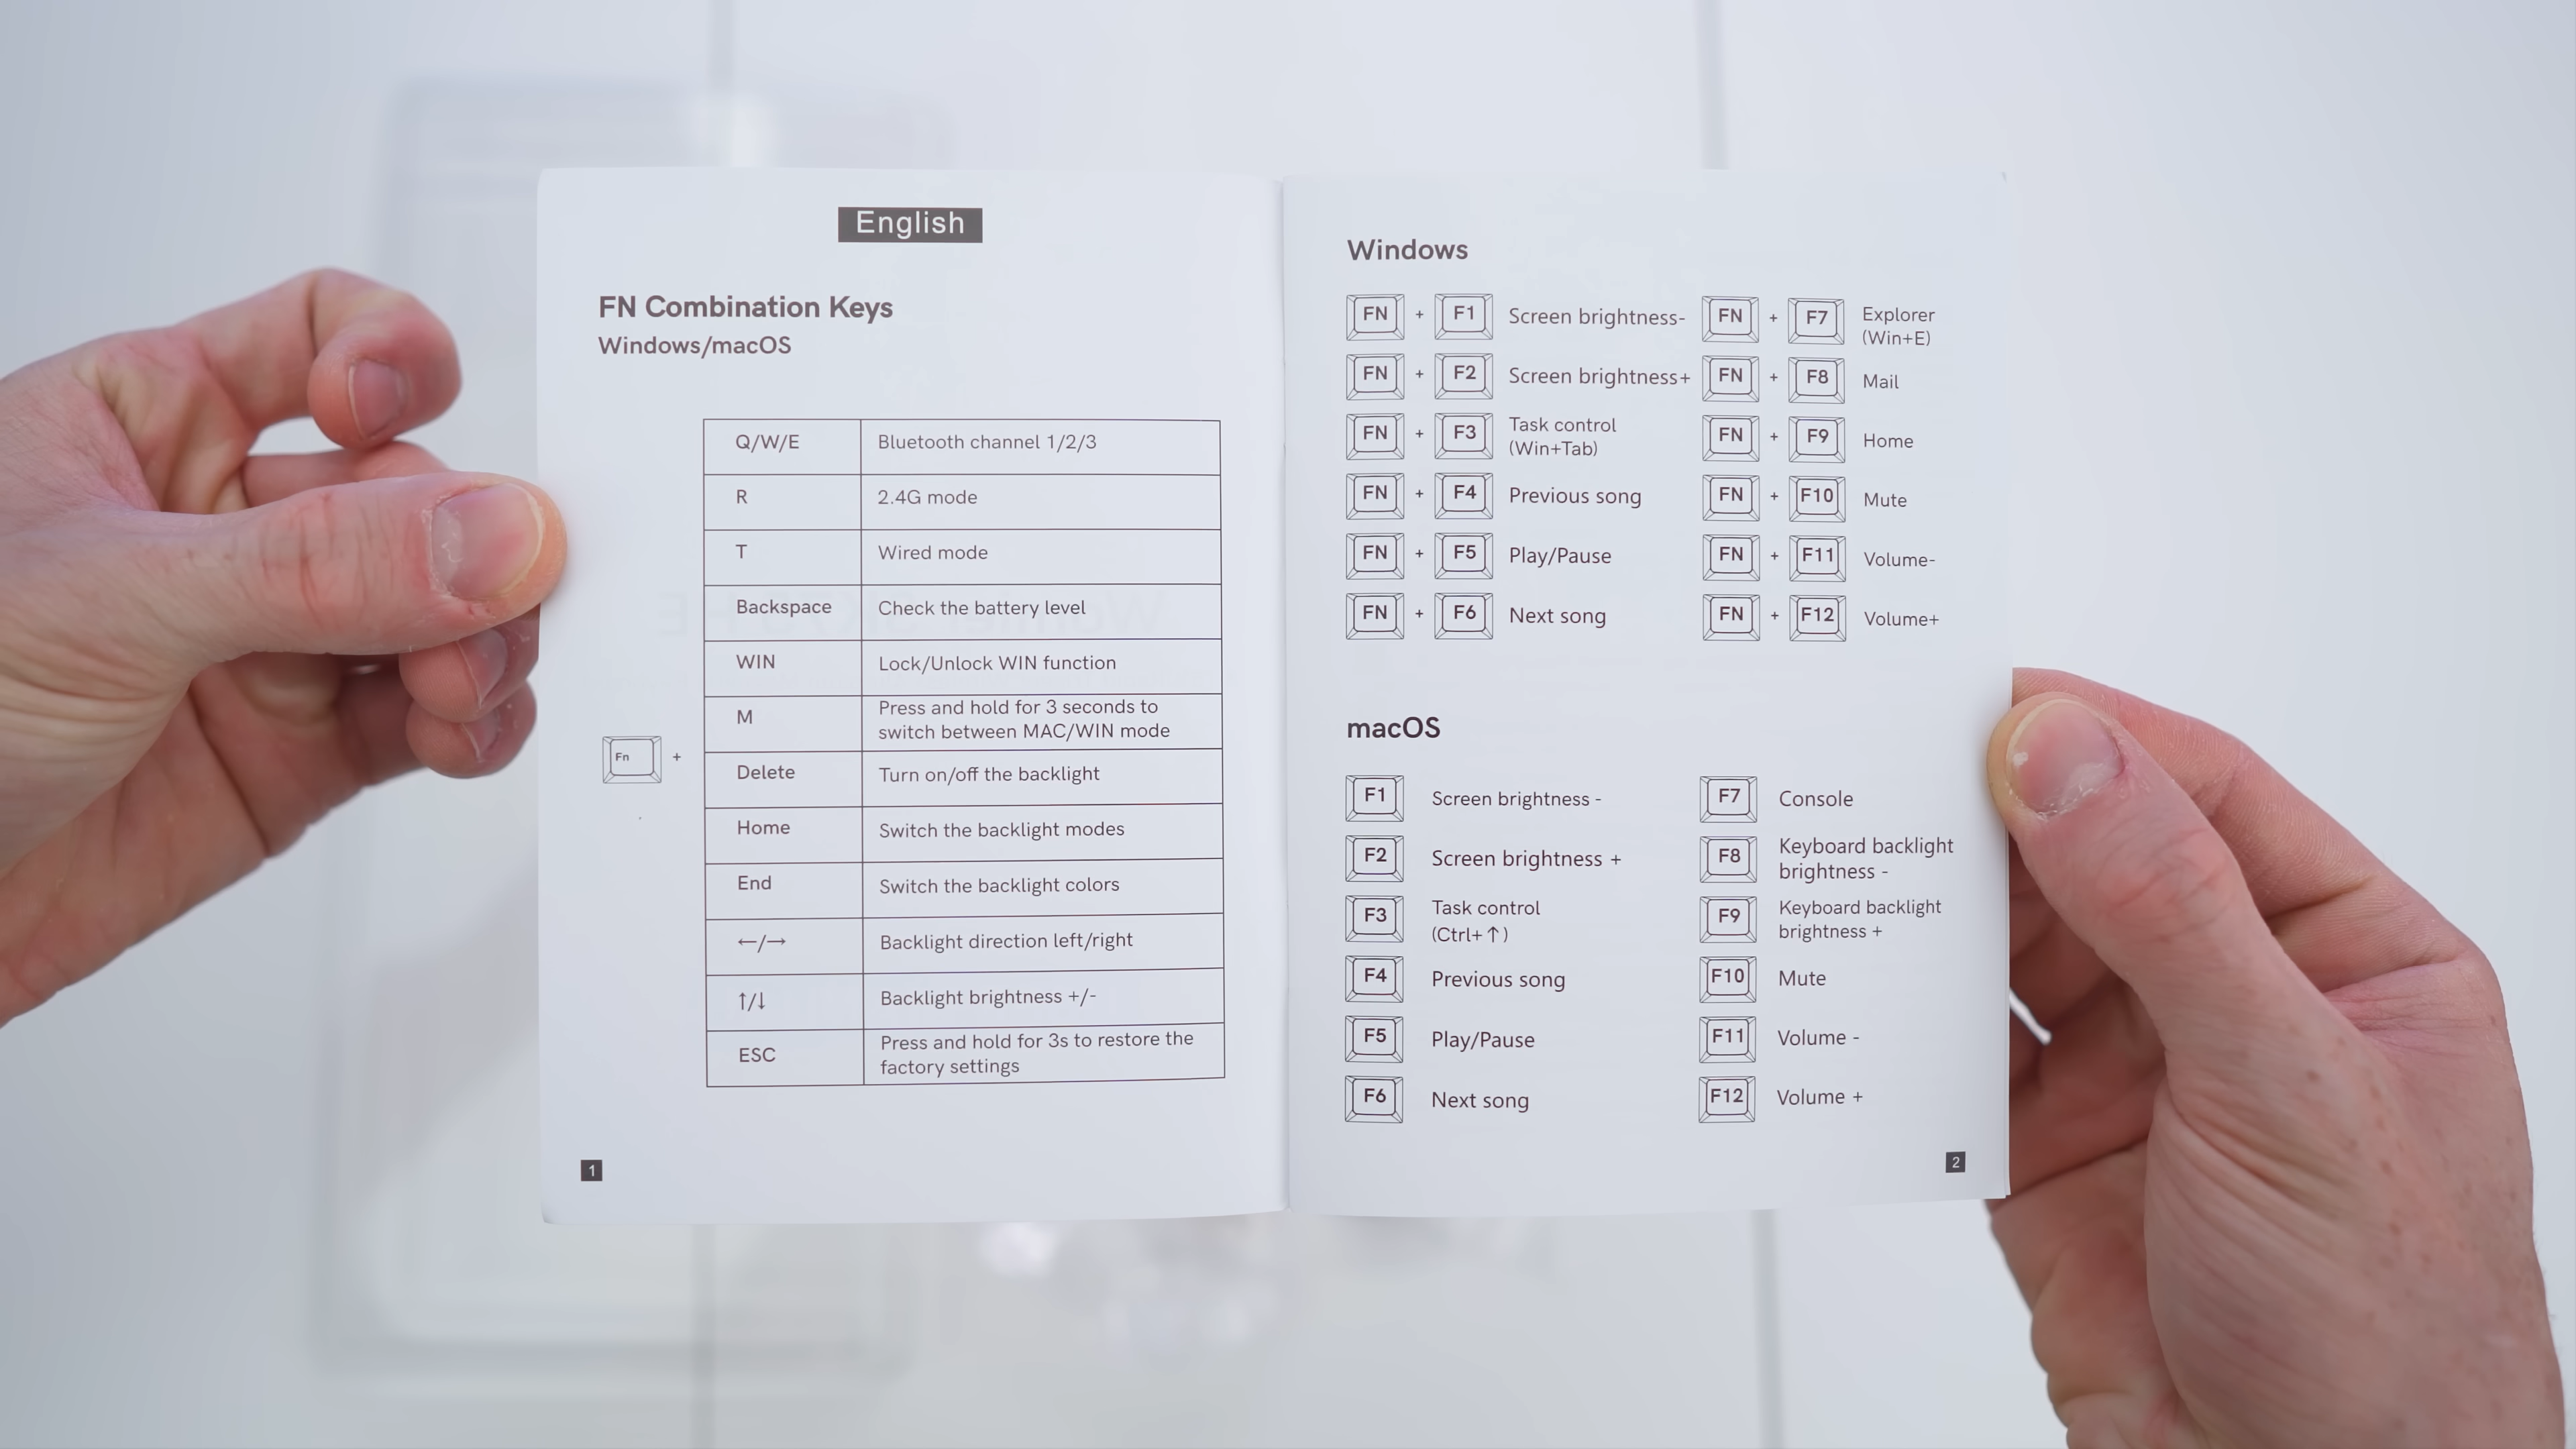 English
FN Combination Keys
Windows/macOS
Fn +
Q/W/E Bluetooth channel 1/2/3
R 2.4G mode
T Wired mode
Backspace Check the battery level
WIN Lock/Unlock WIN function
M Press and hold for 3 seconds to
switch between MAC/WIN mode
Delete Turn on/off the backlight
Home Switch the backlight modes
End Switch the backlight colors
←/→ Backlight direction left/right
↑/↓ Backlight brightness +/-
ESC Press and hold for 3s to restore the
factory settings
1
Windows
FN + F1 Screen brightness-
FN + F2 Screen brightness+
FN + F3 Task control
(Win+Tab)
FN + F4 Previous song
FN + F5 Play/Pause
FN + F6 Next song
FN + F7 Explorer
(Win+E)
FN + F8 Mail
FN + F9 Home
FN + F10 Mute
FN + F11 Volume-
FN + F12 Volume+
macOS
F1 Screen brightness -
F2 Screen brightness +
F3 Task control
(Ctrl+↑)
F4 Previous song
F5 Play/Pause
F6 Next song
F7 Console
F8 Keyboard backlight
brightness -
F9 Keyboard backlight
brightness +
F10 Mute
F11 Volume -
F12 Volume +
2